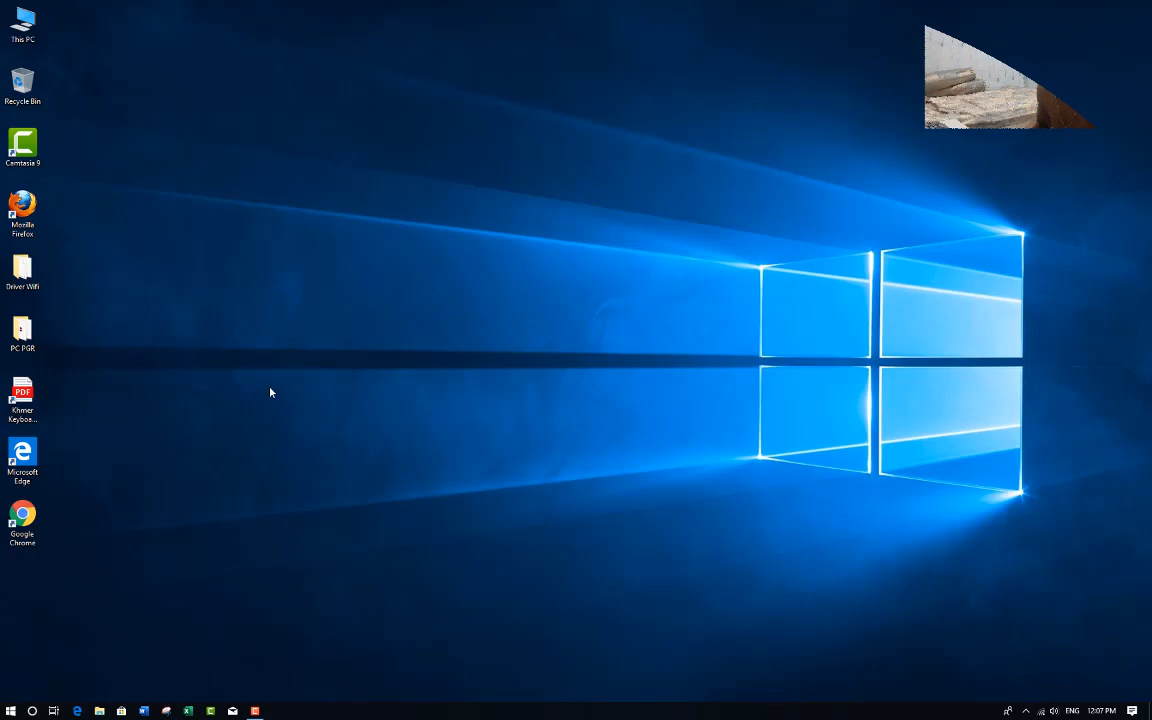 This PC
Recycle Bin
Camtasia 9
Mozilla
Firefox
Driver Wifi
PC PGR
PDF
Khmer
Keyboa...
Microsoft
Edge
Google
Chrome
ENG
12:07 PM